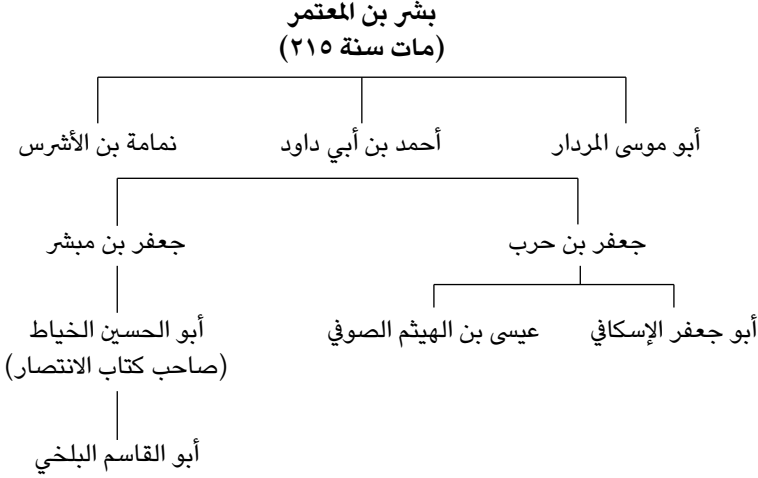 بشر بن المعتمر
(مات سنة ٢١٥)
أبو موسى المردار
أحمد بن أبي داود
نمامة بن الأشرس
جعفر بن حرب
جعفر بن مبشر
أبو جعفر الإسكافي
عيسى بن الهيثم الصوفي
أبو الحسين الخياط
(صاحب كتاب الانتصار)
أبو القاسم البلخي